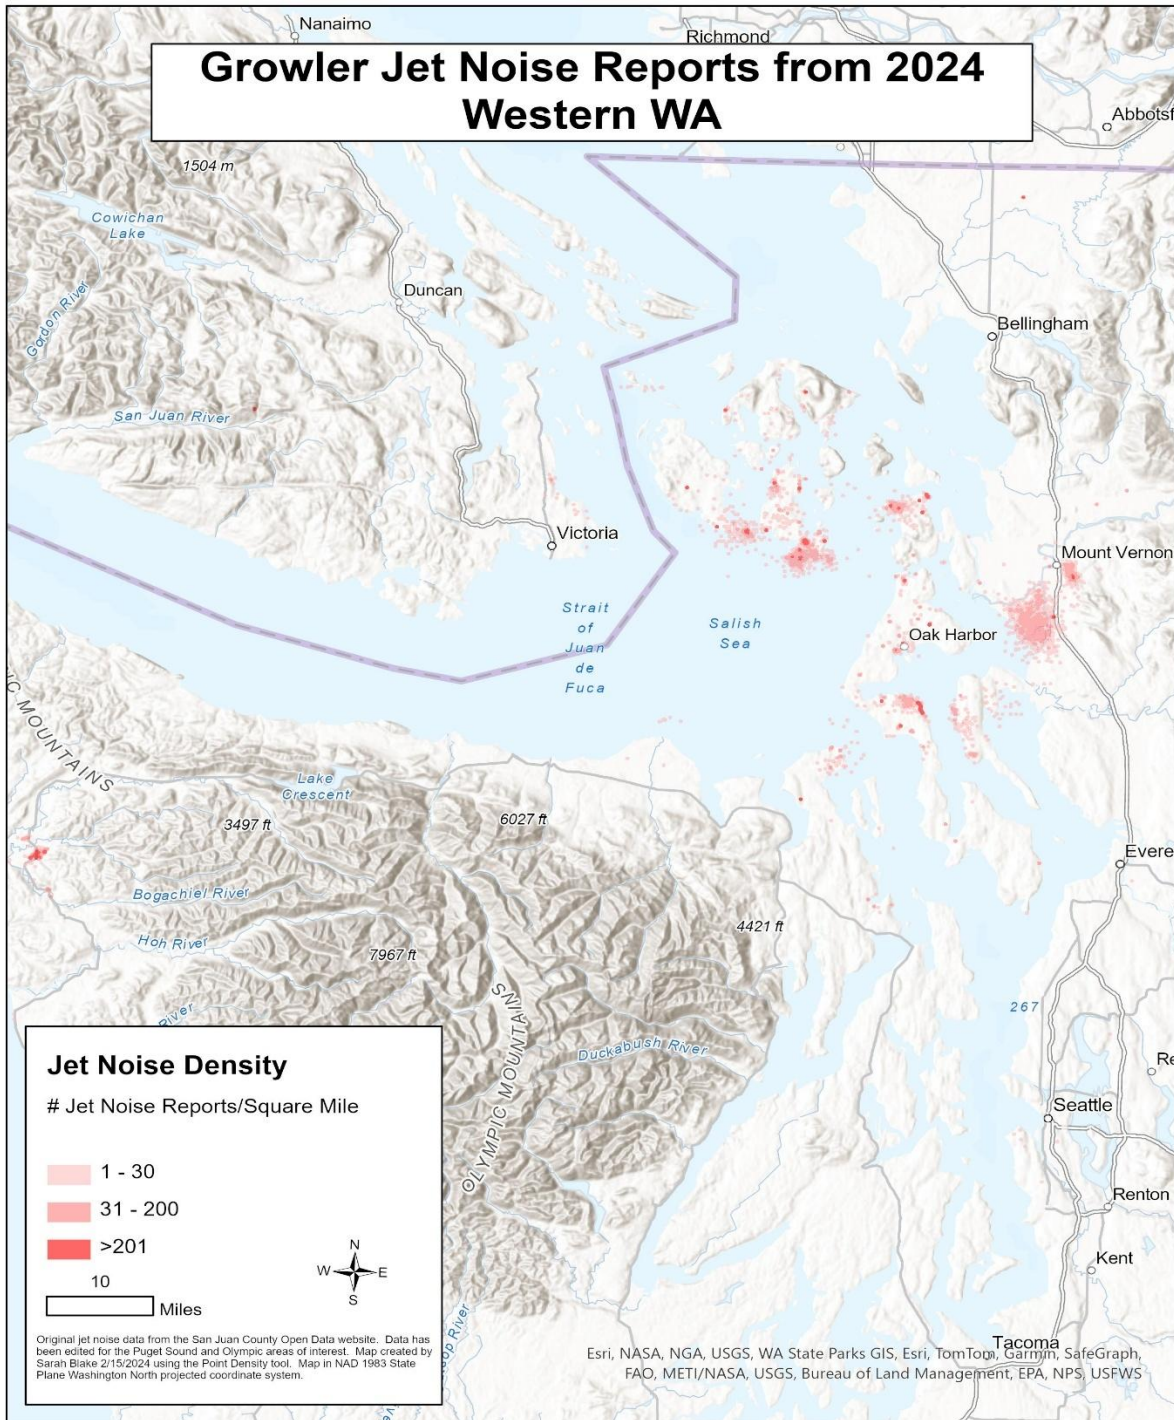 Nanaimo
Richmond
Growler Jet Noise Reports from 2024
Western WA
Abbotsf
1504 m
Cowichan
Lake
Gordon River
Duncan
Bellingham
San Juan River
Victoria
Mount Vernon
Strait
of
Juan
de
Fuca
Salish
Sea
Oak Harbor
IC MOUNTAINS
Lake
Crescent
3497 ft
6027 ft
Evere
Bogachiel River
Hoh River
4421 ft
7967 ft
River
OLYMPIC MOUNTAINS
267
Duckabush River
Re
Seattle
Renton
Kent
Tacoma
Jet Noise Density
# Jet Noise Reports/Square Mile
1 - 30
31 - 200
>201
10
Miles
N
W E
S
Original jet noise data from the San Juan County Open Data website. Data has
been edited for the Puget Sound and Olympic areas of interest. Map created by
Sarah Blake 2/15/2024 using the Point Density tool. Map in NAD 1983 State
Plane Washington North projected coordinate system.
Esri, NASA, NGA, USGS, WA State Parks GIS, Esri, TomTom, Garmin, SafeGraph,
FAO, METI/NASA, USGS, Bureau of Land Management, EPA, NPS, USFWS